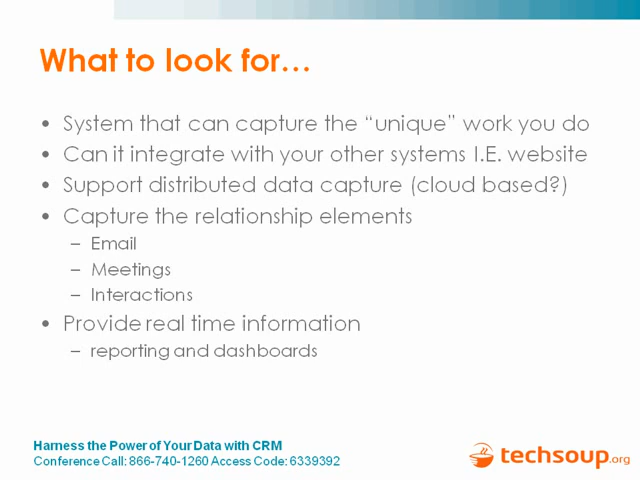 What to look for…
• System that can capture the “unique” work you do
• Can it integrate with your other systems I.E. website
• Support distributed data capture (cloud based?)
• Capture the relationship elements
– Email
– Meetings
– Interactions
• Provide real time information
– reporting and dashboards
Harness the Power of Your Data with CRM
Conference Call: 866-740-1260 Access Code: 6339392
techsoup.org